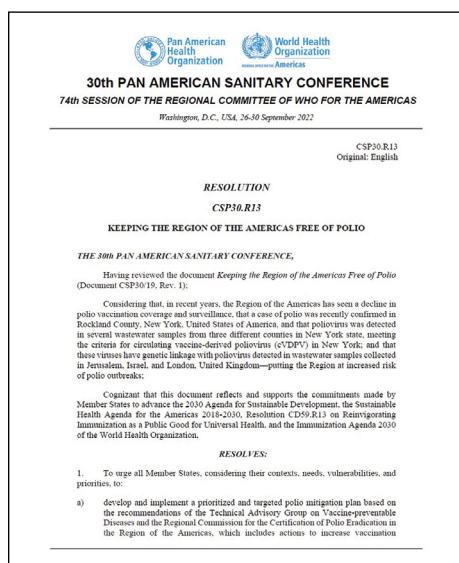 Pan American
Health
Organization
World Health
Organization
Americas
30th PAN AMERICAN SANITARY CONFERENCE
74th SESSION OF THE REGIONAL COMMITTEE OF WHO FOR THE AMERICAS
Washington, D.C., USA, 26-30 September 2022
CSP30.R13
Original: English
RESOLUTION
CSP30.R13
KEEPING THE REGION OF THE AMERICAS FREE OF POLIO
THE 30th PAN AMERICAN SANITARY CONFERENCE,
Having reviewed the document Keeping the Region of the Americas Free of Polio
(Document CSP30/19, Rev. 1);
Considering that, in recent years, the Region of the Americas has seen a decline in
polio vaccination coverage and surveillance, that a case of polio was recently confirmed in
Rockland County, New York, United States of America, and that poliovirus was detected
in several wastewater samples from three different counties in New York state, meeting
the criteria for circulating vaccine-derived poliovirus (cVDPV) in New York; and that
these viruses have genetic linkage with poliovirus detected in wastewater samples collected
in Jerusalem, Israel, and London, United Kingdom—putting the Region at increased risk
of polio outbreaks;
Cognizant that this document reflects and supports the commitments made by
Member States to advance the 2030 Agenda for Sustainable Development, the Sustainable
Health Agenda for the Americas 2018-2030, Resolution CD59.R13 on Reinvigorating
Immunization as a Public Good for Universal Health, and the Immunization Agenda 2030
of the World Health Organization,
RESOLVES:
1. To urge all Member States, considering their contexts, needs, vulnerabilities, and
priorities, to:
a) develop and implement a prioritized and targeted polio mitigation plan based on
the recommendations of the Technical Advisory Group on Vaccine-preventable
Diseases and the Regional Commission for the Certification of Polio Eradication in
the Region of the Americas, which includes actions to increase vaccination